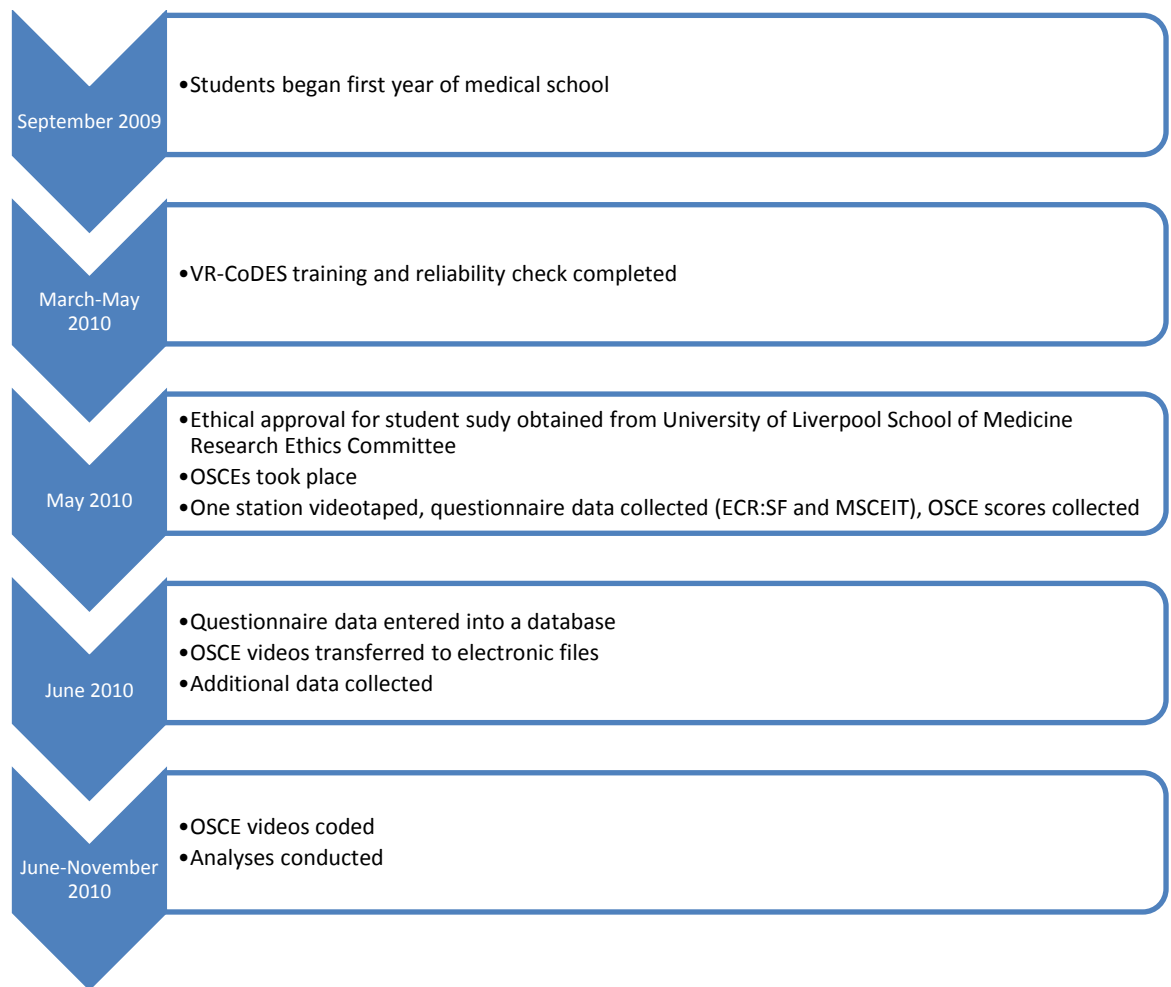 September 2009
•Students began first year of medical school
March-May
2010
•VR-CoDES training and reliability check completed
May 2010
•Ethical approval for student sudy obtained from University of Liverpool School of Medicine
Research Ethics Committee
•OSCEs took place
•One station videotaped, questionnaire data collected (ECR:SF and MSCEIT), OSCE scores collected
June 2010
•Questionnaire data entered into a database
•OSCE videos transferred to electronic files
•Additional data collected
June-November
2010
•OSCE videos coded
•Analyses conducted